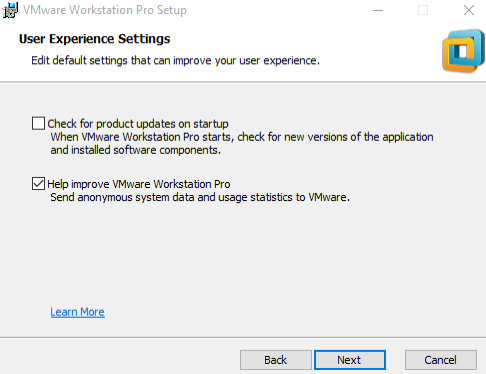 VMware Workstation Pro Setup
User Experience Settings
Edit default settings that can improve your user experience.
Check for product updates on startup
When VMware Workstation Pro starts, check for new versions of the application
and installed software components.
Help improve VMware Workstation Pro
Send anonymous system data and usage statistics to VMware.
Learn More
Back
Next
Cancel